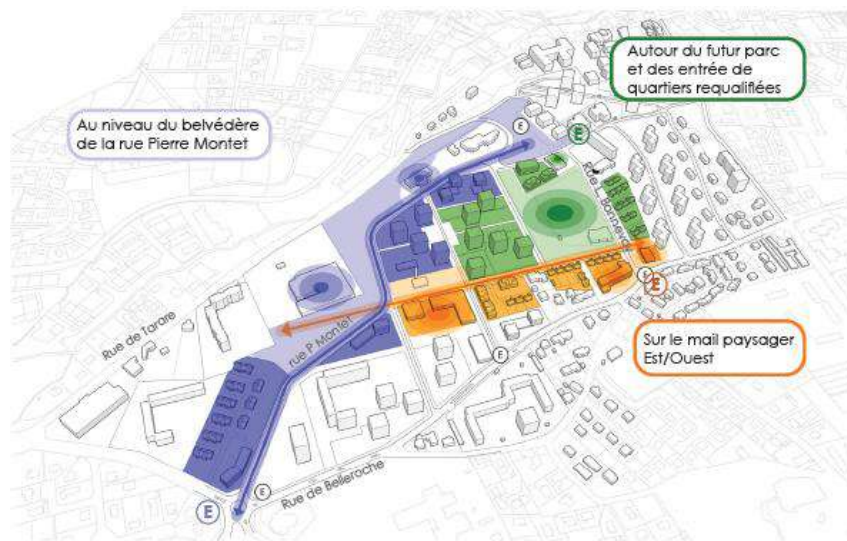 Autour du futur parc
et des entrée de
quartiers requalifiées
Au niveau du belvédère
de la rue Pierre Montet
E
E
Rue de Tarare
rue P Montet
E
E
Sur le mail paysager
Est/Ouest
E
Rue de Belleroche
E
E